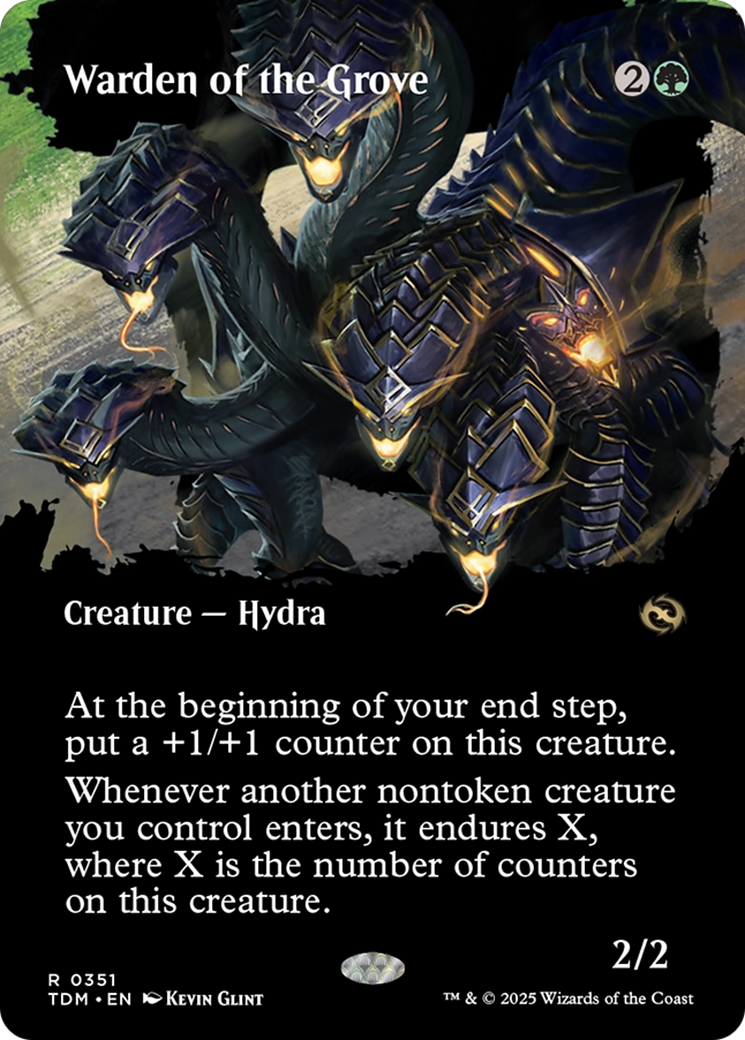 Warden of the Grove 2
Creature — Hydra
At the beginning of your end step,
put a +1/+1 counter on this creature.
Whenever another nontoken creature
you control enters, it endures X,
where X is the number of counters
on this creature.
2/2
R 0351
TDM • EN Kevin Glint
™ & © 2025 Wizards of the Coast